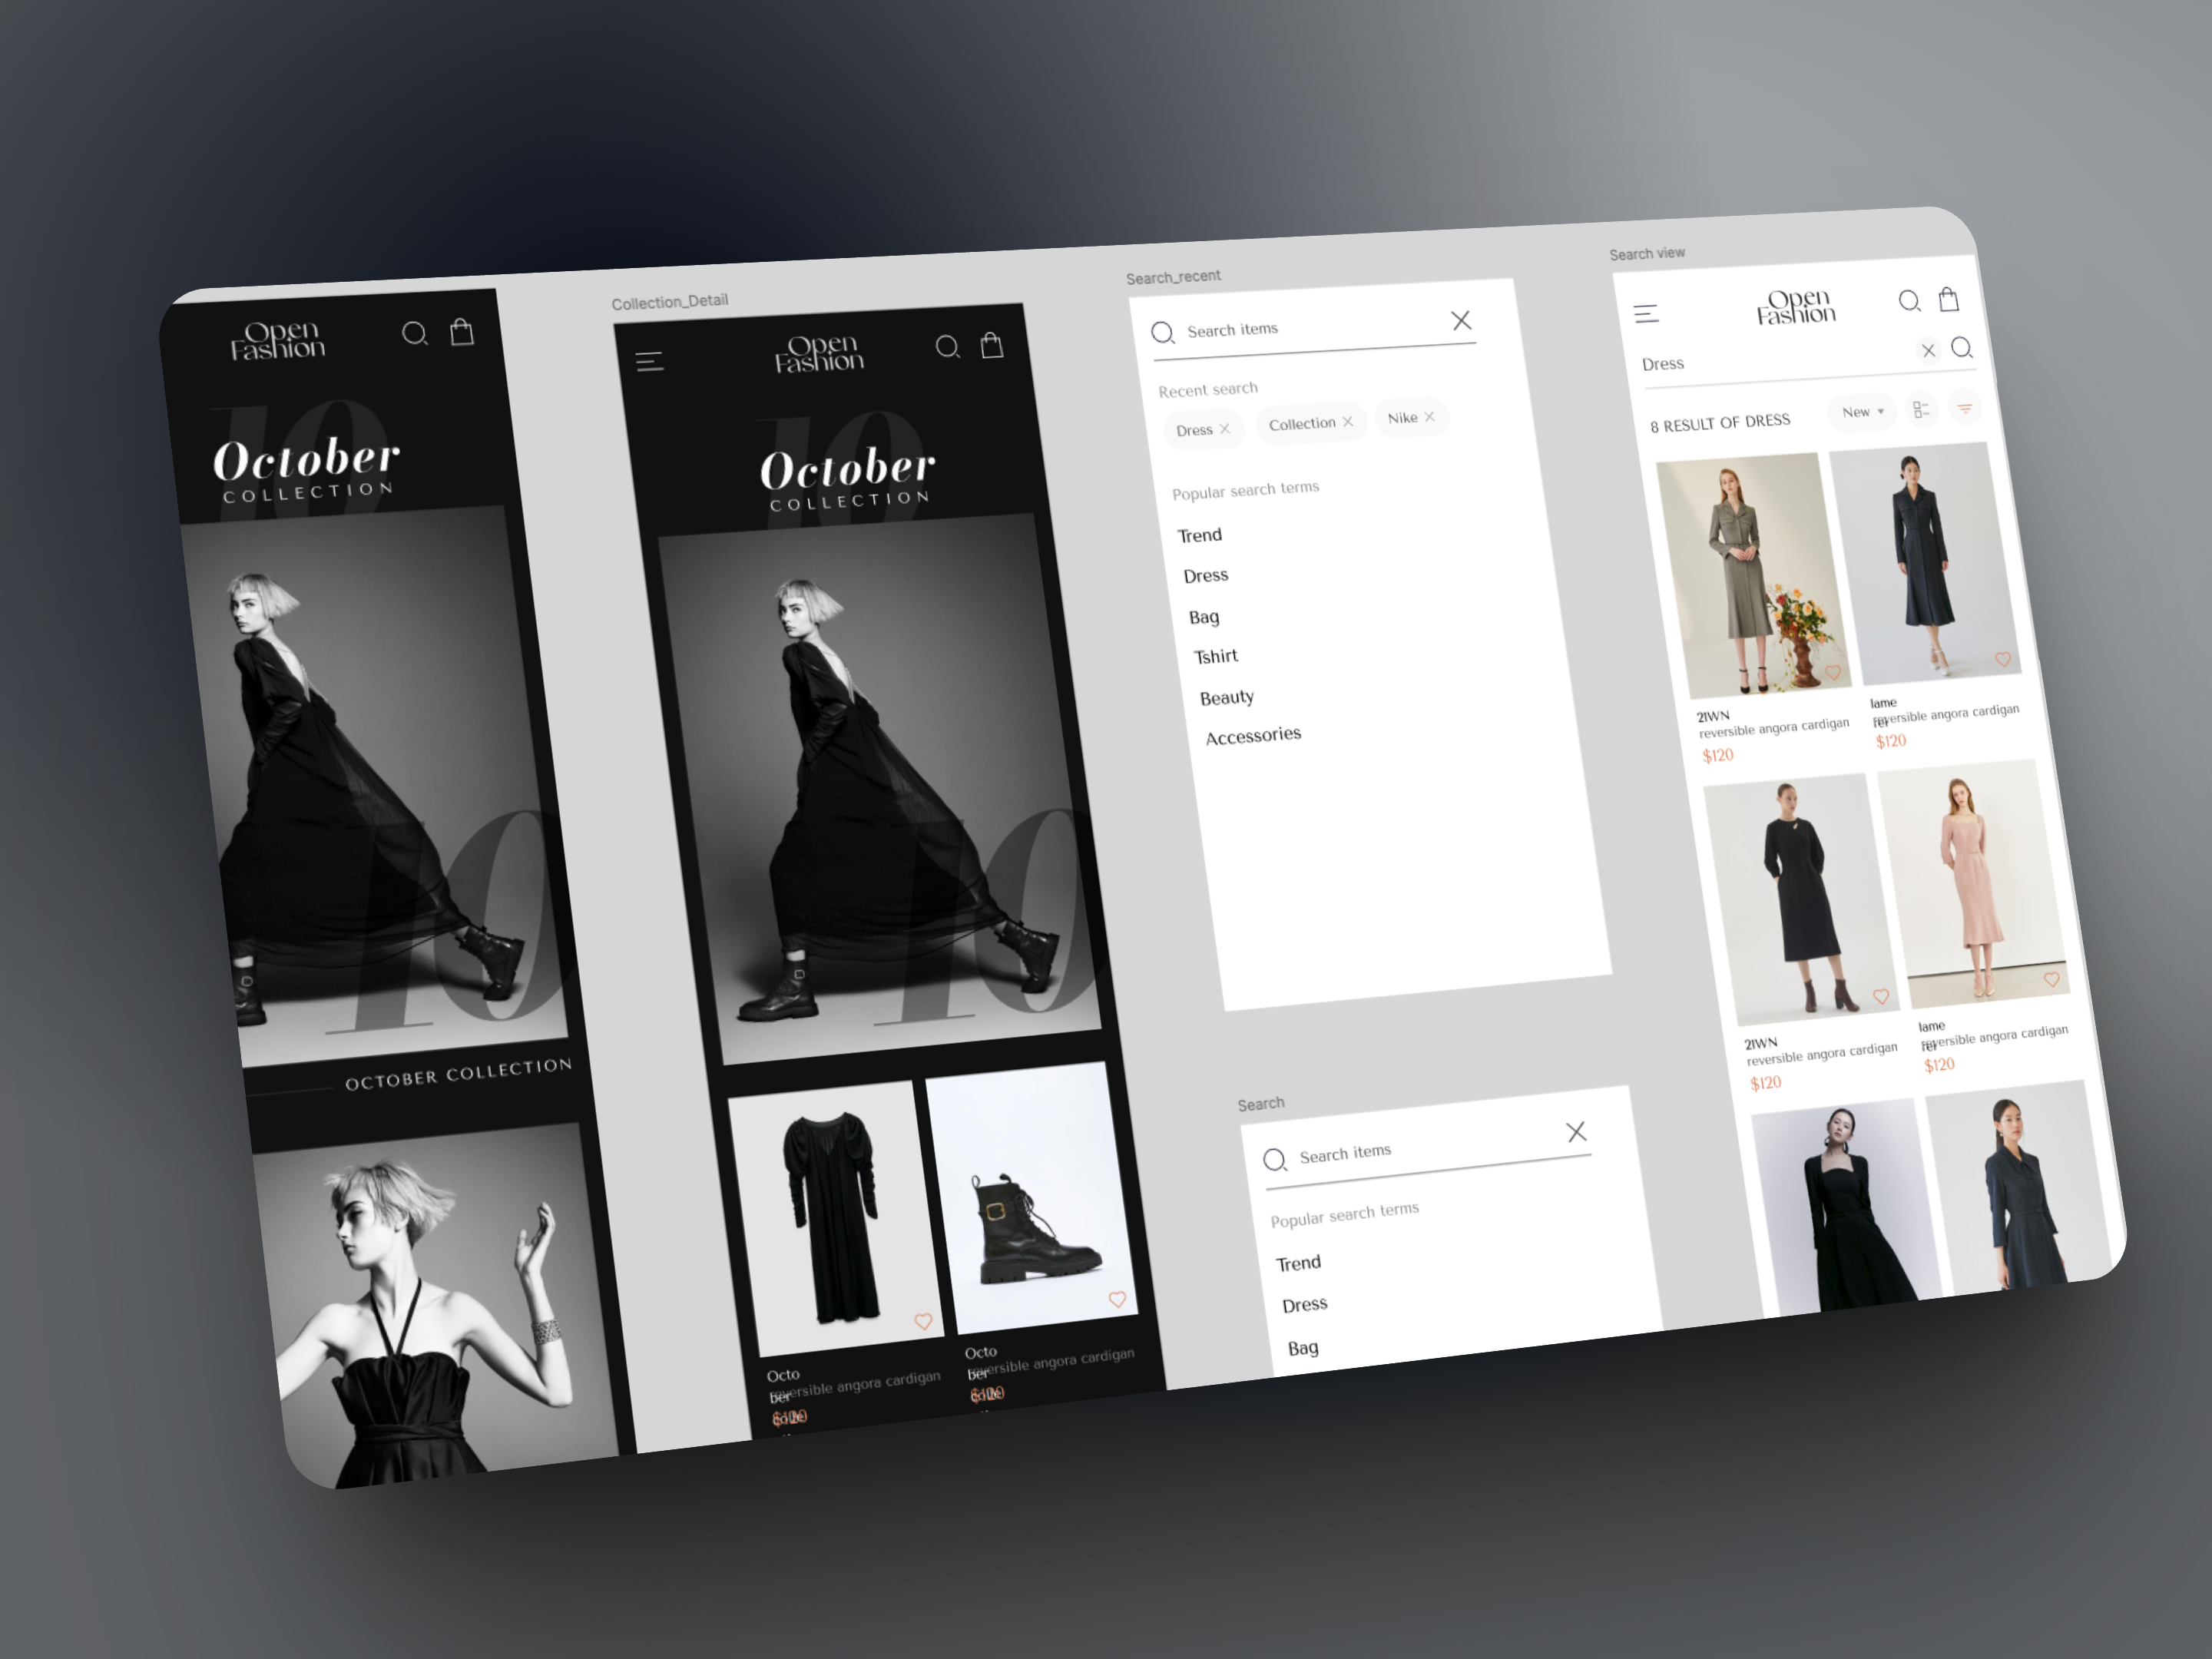 Open
Fashion
10
October
COLLECTION
10
OCTOBER COLLECTION
Collection_Detail
Open
Fashion
10
October
COLLECTION
10
Octo
ber
reversible angora cardigan
$120
Octo
ber
reversible angora cardigan
$120
Search_recent
Search items
Recent search
Dress
Collection
Nike
Popular search terms
Trend
Dress
Bag
Tshirt
Beauty
Accessories
Search
Search items
Popular search terms
Trend
Dress
Bag
Search view
Open
Fashion
Dress
8 RESULT OF DRESS
New
21WN
reversible angora cardigan
$120
lame
reversible angora cardigan
$120
21WN
reversible angora cardigan
$120
lame
reversible angora cardigan
$120